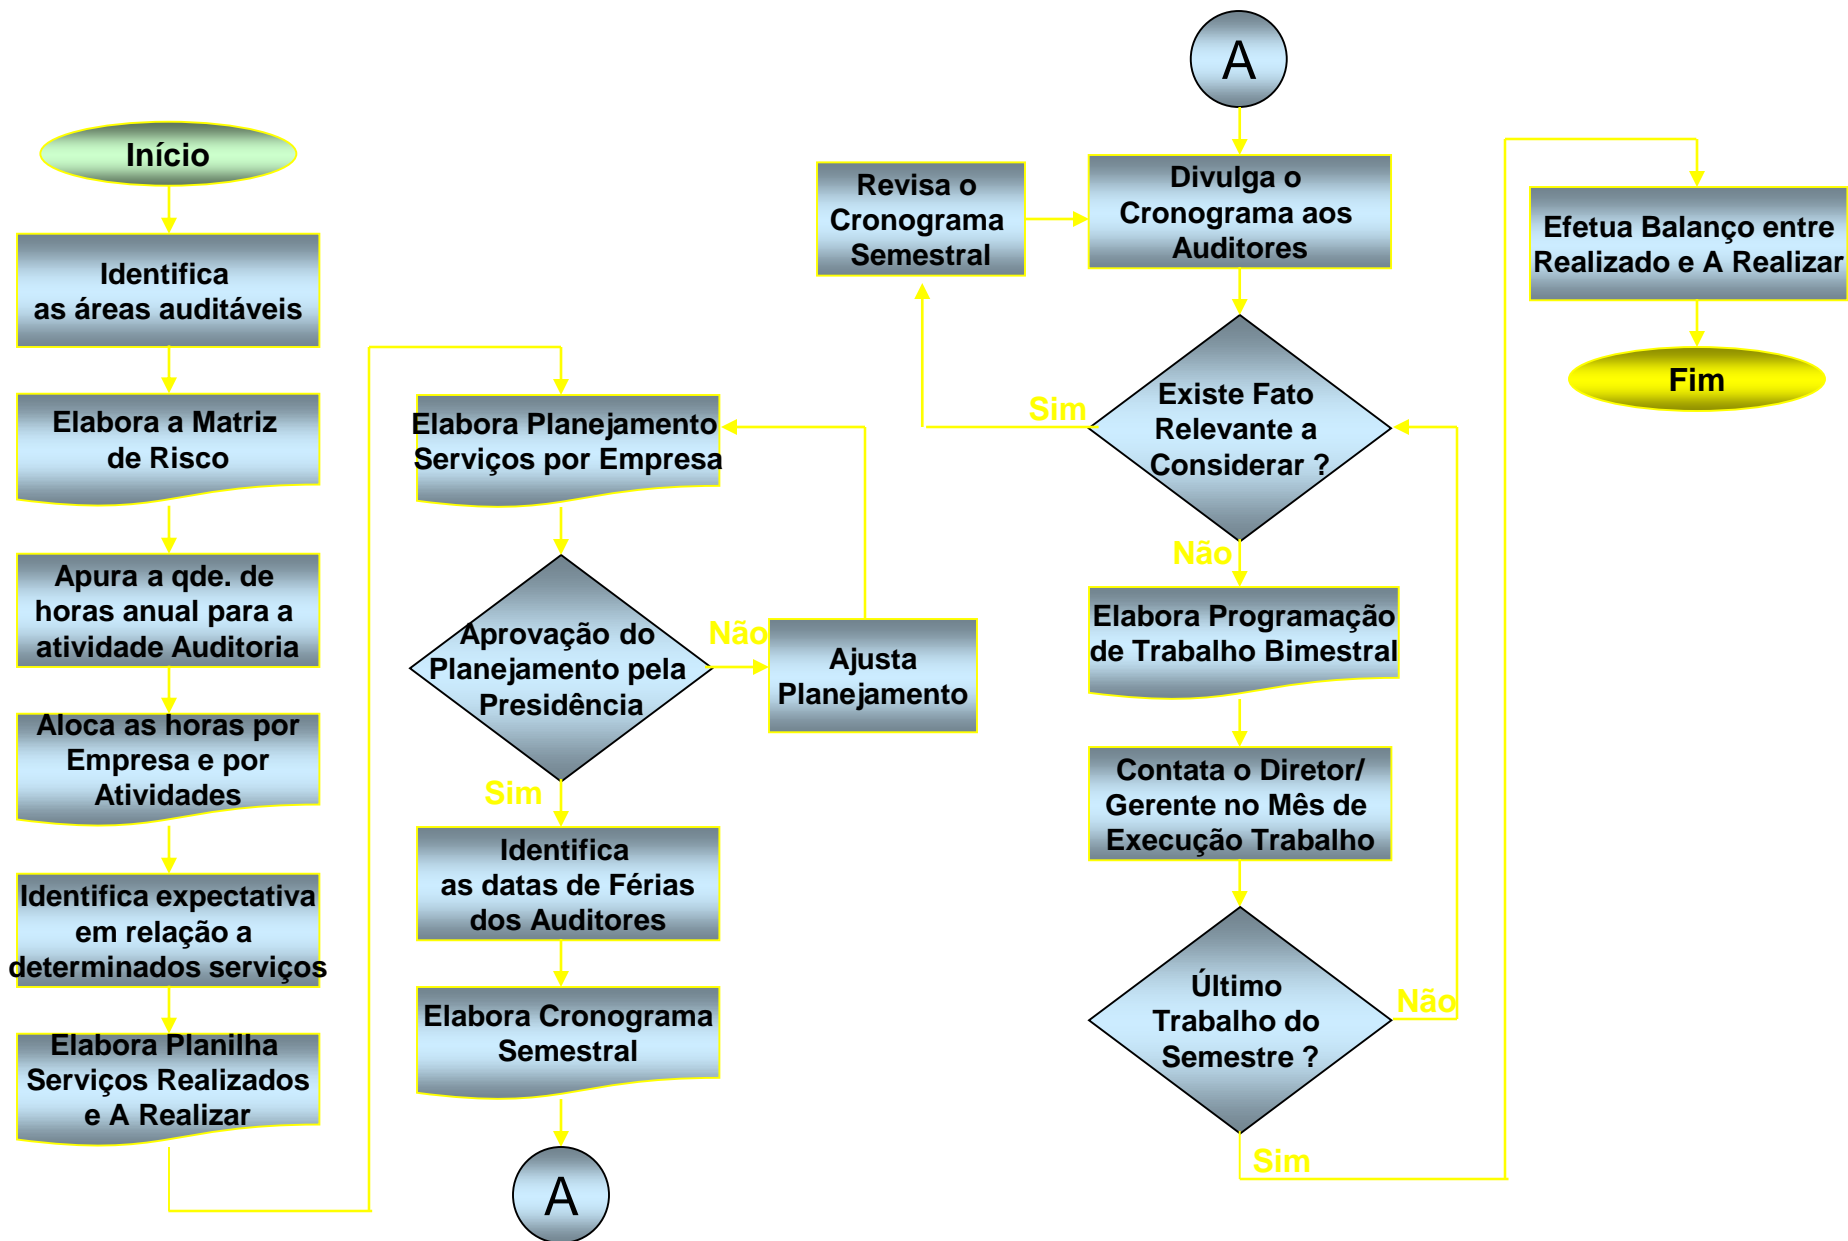 Início
Identifica
as áreas auditáveis
Elabora a Matriz
de Risco
Apura a qde. de
horas anual para a
atividade Auditoria
Aloca as horas por
Empresa e por
Atividades
Identifica expectativa
em relação a
determinados serviços
Elabora Planilha
Serviços Realizados
e A Realizar
Elabora Planejamento
Serviços por Empresa
Aprovação do
Planejamento pela
Presidência
Não
Ajusta
Planejamento
Sim
Identifica
as datas de Férias
dos Auditores
Elabora Cronograma
Semestral
A
A
Revisa o
Cronograma
Semestral
Divulga o
Cronograma aos
Auditores
Existe Fato
Relevante a
Considerar ?
Sim
Não
Elabora Programação
de Trabalho Bimestral
Contata o Diretor/
Gerente no Mês de
Execução Trabalho
Último
Trabalho do
Semestre ?
Não
Sim
Efetua Balanço entre
Realizado e A Realizar
Fim